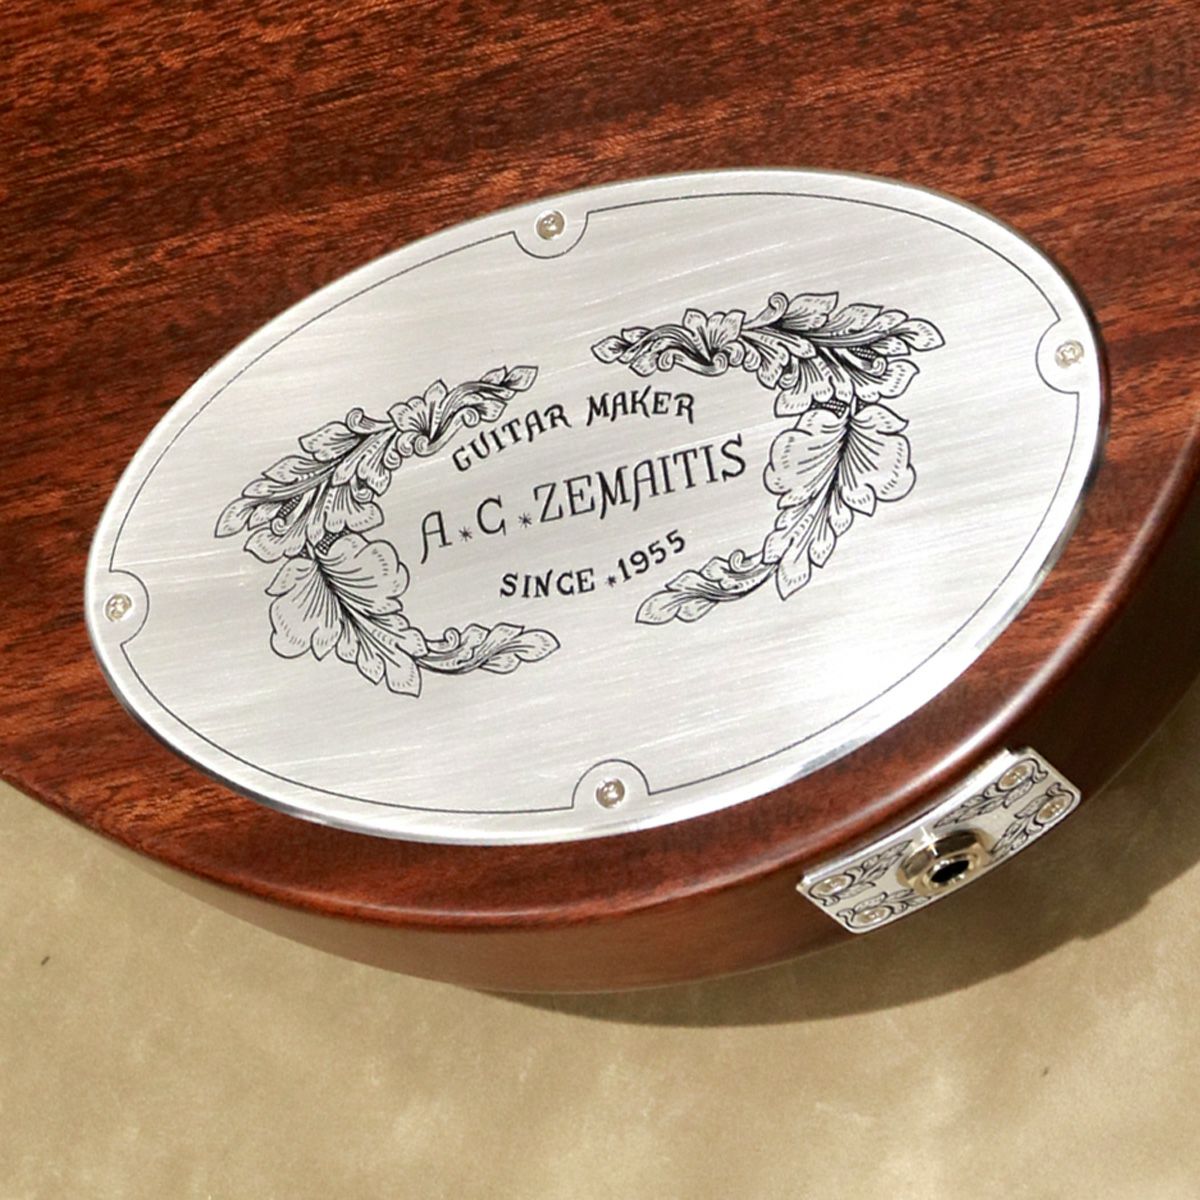 GUITAR MAKER
A * C * ZEMAITIS
SINCE * 1955